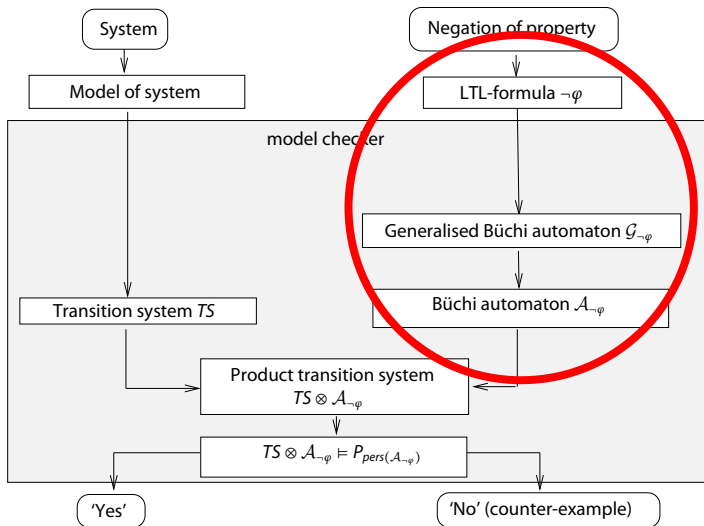 System
Negation of property
Model of system
LTL-formula ¬φ
model checker
Generalised Büchi automaton 𝒢¬φ
Transition system TS
Büchi automaton 𝒜¬φ
Product transition system
TS ⊗ 𝒜¬φ
TS ⊗ 𝒜¬φ ⊨ Ppers(𝒜¬φ)
‘Yes’
‘No’ (counter-example)